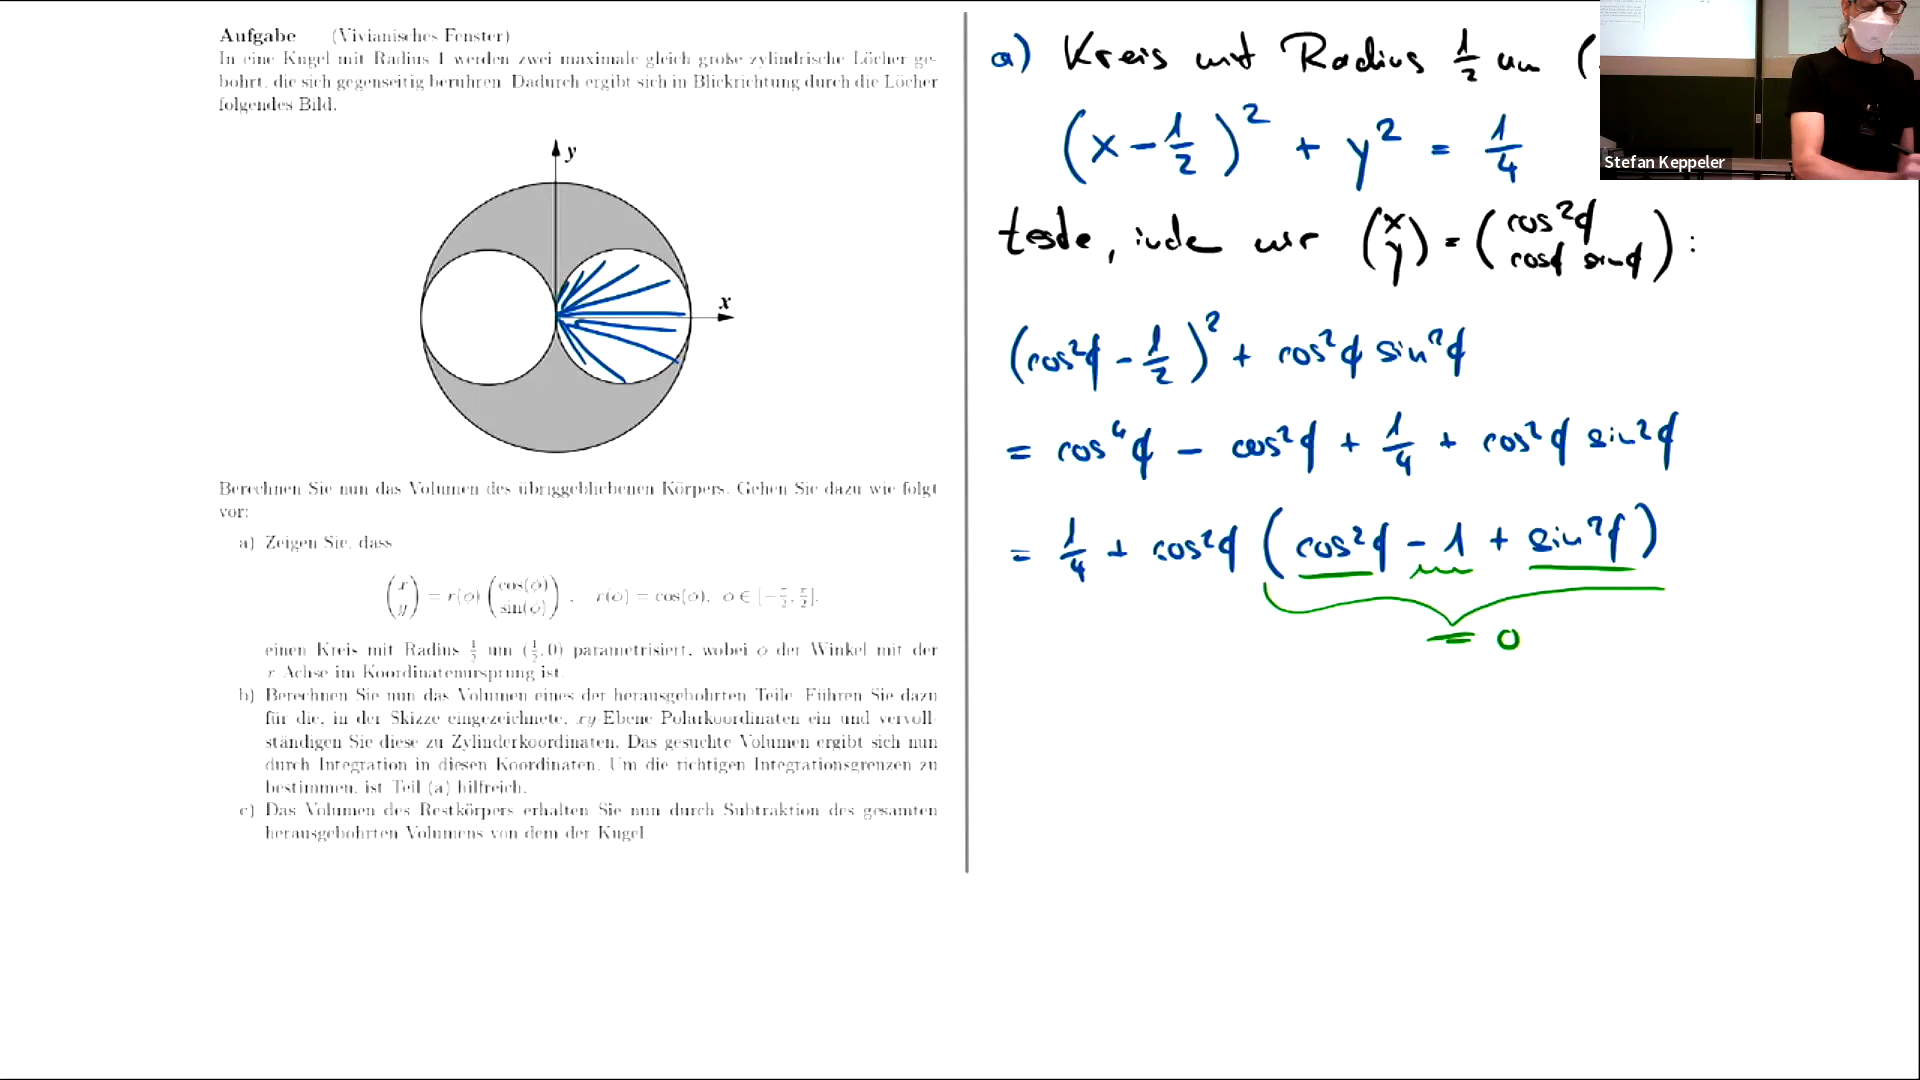 Aufgabe (Vivianisches Fenster)
In eine Kugel mit Radius 1 werden zwei maximale gleich große zylindrische Löcher ge-
bohrt, die sich gegenseitig berühren. Dadurch ergibt sich in Blickrichtung durch die Löcher
folgendes Bild.
y
x
Berechnen Sie nun das Volumen des übriggebliebenen Körpers. Gehen Sie dazu wie folgt
vor:
a) Zeigen Sie, dass
(x y) = r(ϕ) (cos(ϕ) sin(ϕ)), r(ϕ) = cos(ϕ), ϕ ∈ [−π/2, π/2],
einen Kreis mit Radius 1/2 um (1/2, 0) parametrisiert, wobei ϕ der Winkel mit der
x-Achse im Koordinatenursprung ist.
b) Berechnen Sie nun das Volumen eines der herausgebohrten Teile. Führen Sie dazu
für die, in der Skizze eingezeichnete, xy-Ebene Polarkoordinaten ein und vervoll-
ständigen Sie diese zu Zylinderkoordinaten. Das gesuchte Volumen ergibt sich nun
durch Integration in diesen Koordinaten. Um die richtigen Integrationsgrenzen zu
bestimmen, ist Teil (a) hilfreich.
c) Das Volumen des Restkörpers erhalten Sie nun durch Subtraktion des gesamten
herausgebohrten Volumens von dem der Kugel.
a) Kreis mit Radius 1/2 um (
(x − 1/2)² + y² = 1/4
teste, indem wir (x y) = (cos²ϕ cosϕ sinϕ) :
(cos²ϕ − 1/2)² + cos²ϕ sin²ϕ
= cos⁴ϕ − cos²ϕ + 1/4 + cos²ϕ sin²ϕ
= 1/4 + cos²ϕ (cos²ϕ − 1 + sin²ϕ)
= 0
Stefan Keppeler